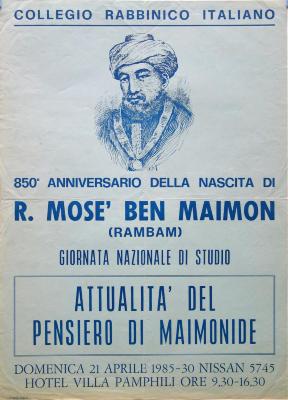 COLLEGIO RABBINICO ITALIANO
850° ANNIVERSARIO DELLA NASCITA DI
R. MOSE' BEN MAIMON
(RAMBAM)
GIORNATA NAZIONALE DI STUDIO
ATTUALITA' DEL
PENSIERO DI MAIMONIDE
DOMENICA 21 APRILE 1985-30 NISSAN 5745
HOTEL VILLA PAMPHILI ORE 9,30-16,30